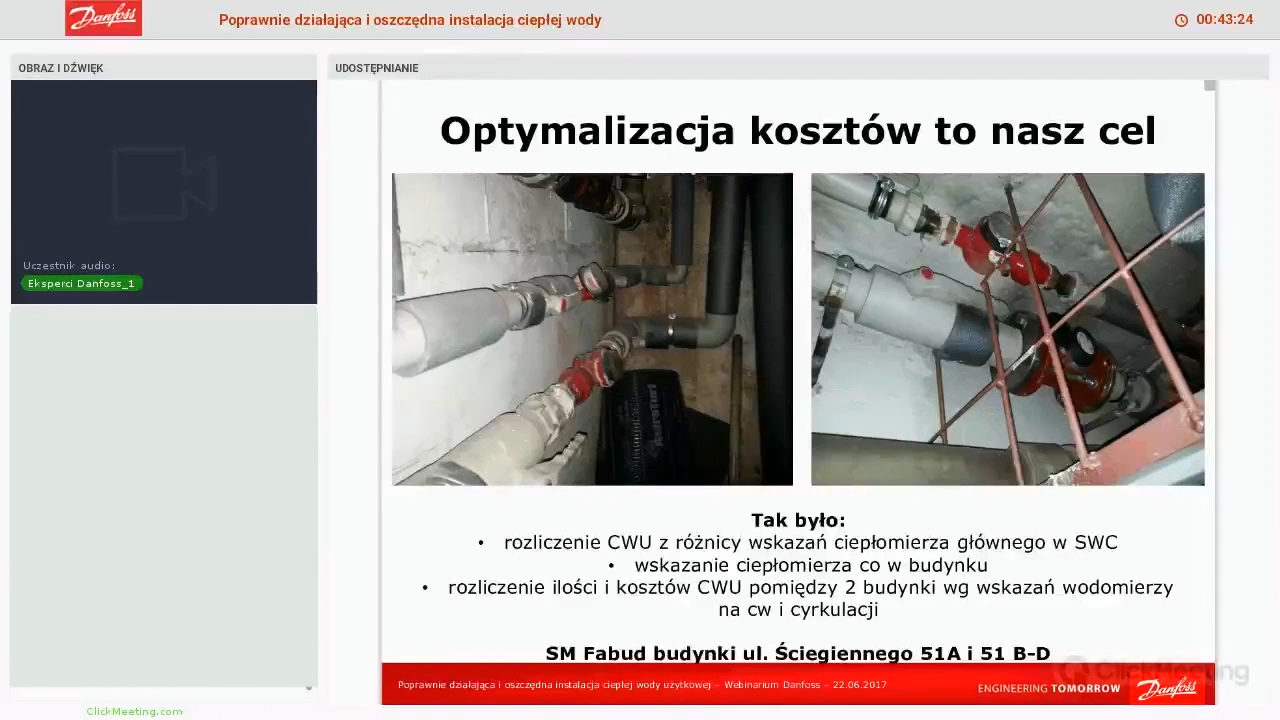 Danfoss
Poprawnie działająca i oszczędna instalacja ciepłej wody
00:43:24
OBRAZ I DŹWIĘK
UDOSTĘPNIANIE
Uczestnik audio:
Eksperci Danfoss_1
Optymalizacja kosztów to nasz cel
Tak było:
• rozliczenie CWU z różnicy wskazań ciepłomierza głównego w SWC
• wskazanie ciepłomierza co w budynku
• rozliczenie ilości i kosztów CWU pomiędzy 2 budynki wg wskazań wodomierzy
na cw i cyrkulacji
SM Fabud budynki ul. Ściegiennego 51A i 51 B-D
Poprawnie działająca i oszczędna instalacja ciepłej wody użytkowej – Webinarium Danfoss – 22.06.2017
ENGINEERING TOMORROW
Danfoss
ClickMeeting
ClickMeeting.com